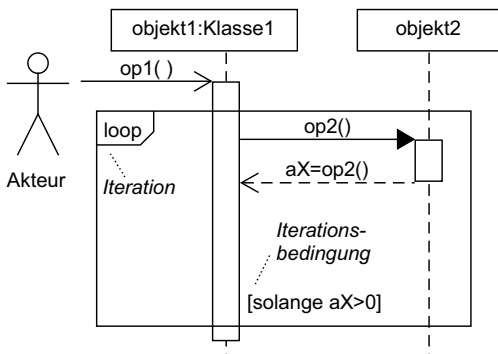 objekt1:Klasse1
objekt2
op1( )
Akteur
loop
op2()
Iteration
aX=op2()
Iterations-
bedingung
[solange aX>0]